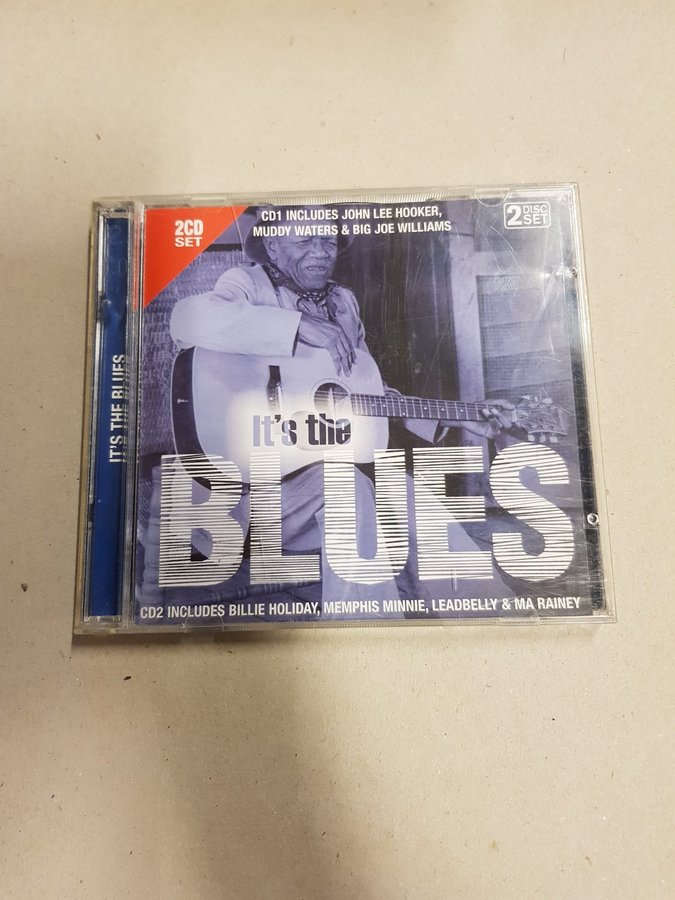 2CD
SET
CD1 INCLUDES JOHN LEE HOOKER,
MUDDY WATERS & BIG JOE WILLIAMS
2 DISC
SET
IT'S THE BLUES
It's the
BLUES
CD2 INCLUDES BILLIE HOLIDAY, MEMPHIS MINNIE, LEADBELLY & MA RAINEY